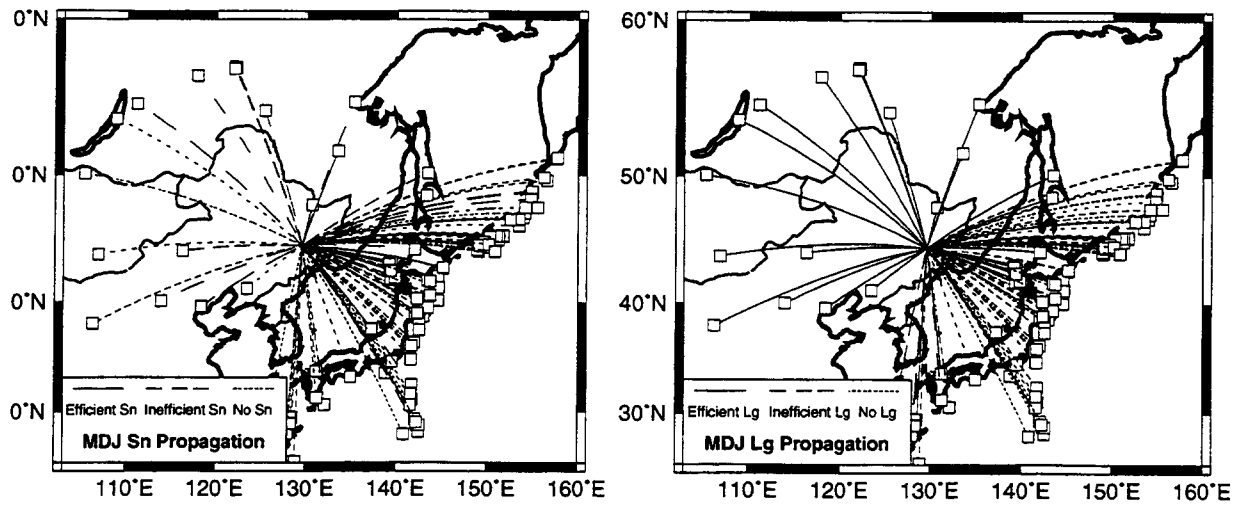 0°N
0°N
0°N
0°N
Efficient Sn Inefficient Sn No Sn
MDJ Sn Propagation
110°E 120°E 130°E 140°E 150°E 160°E
60°N
50°N
40°N
30°N
Efficient Lg Inefficient Lg No Lg
MDJ Lg Propagation
110°E 120°E 130°E 140°E 150°E 160°E